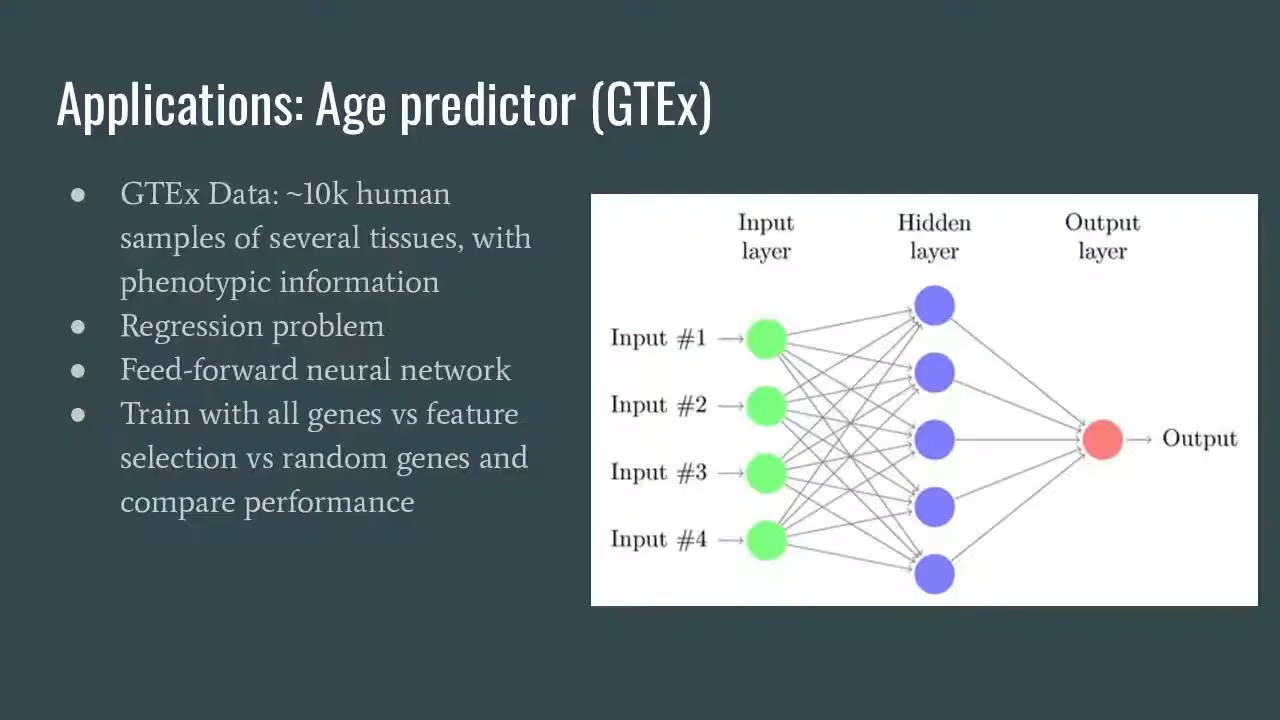 Applications: Age predictor (GTEx)
● GTEx Data: ~10k human
samples of several tissues, with
phenotypic information
● Regression problem
● Feed-forward neural network
● Train with all genes vs feature
selection vs random genes and
compare performance
Input
layer
Hidden
layer
Output
layer
Input #1
Input #2
Input #3
Input #4
Output